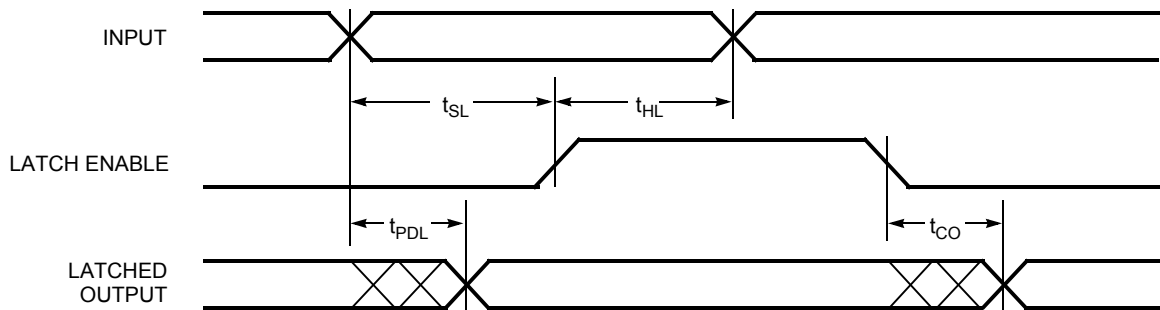 INPUT
t_SL
t_HL
LATCH ENABLE
t_PDL
t_CO
LATCHED
OUTPUT